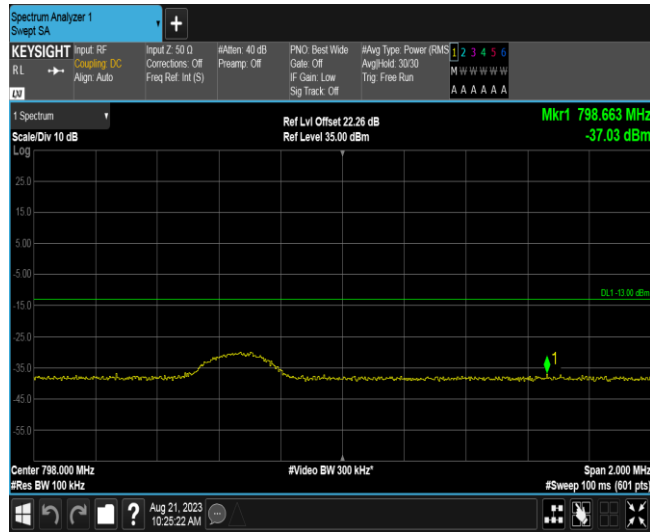 Spectrum Analyzer 1
Swept SA
KEYSIGHT
RL
LXI
Input: RF
Coupling: DC
Align: Auto
Input Z: 50 Ω
Corrections: Off
Freq Ref: Int (S)
#Atten: 40 dB
Preamp: Off
PNO: Best Wide
Gate: Off
IF Gain: Low
Sig Track: Off
#Avg Type: Power (RMS
Avg|Hold: 30/30
Trig: Free Run
1 2 3 4 5 6
M W W W W W
A A A A A A
1 Spectrum
Scale/Div 10 dB
Log
Ref Lvl Offset 22.26 dB
Ref Level 35.00 dBm
Mkr1 798.663 MHz
-37.03 dBm
25.0
15.0
5.00
-5.00
-15.0
-25.0
-35.0
-45.0
-55.0
DL1 -13.00 dBm
1
Center 798.000 MHz
#Res BW 100 kHz
#Video BW 300 kHz*
Span 2.000 MHz
#Sweep 100 ms (601 pts)
?
Aug 21, 2023
10:25:22 AM